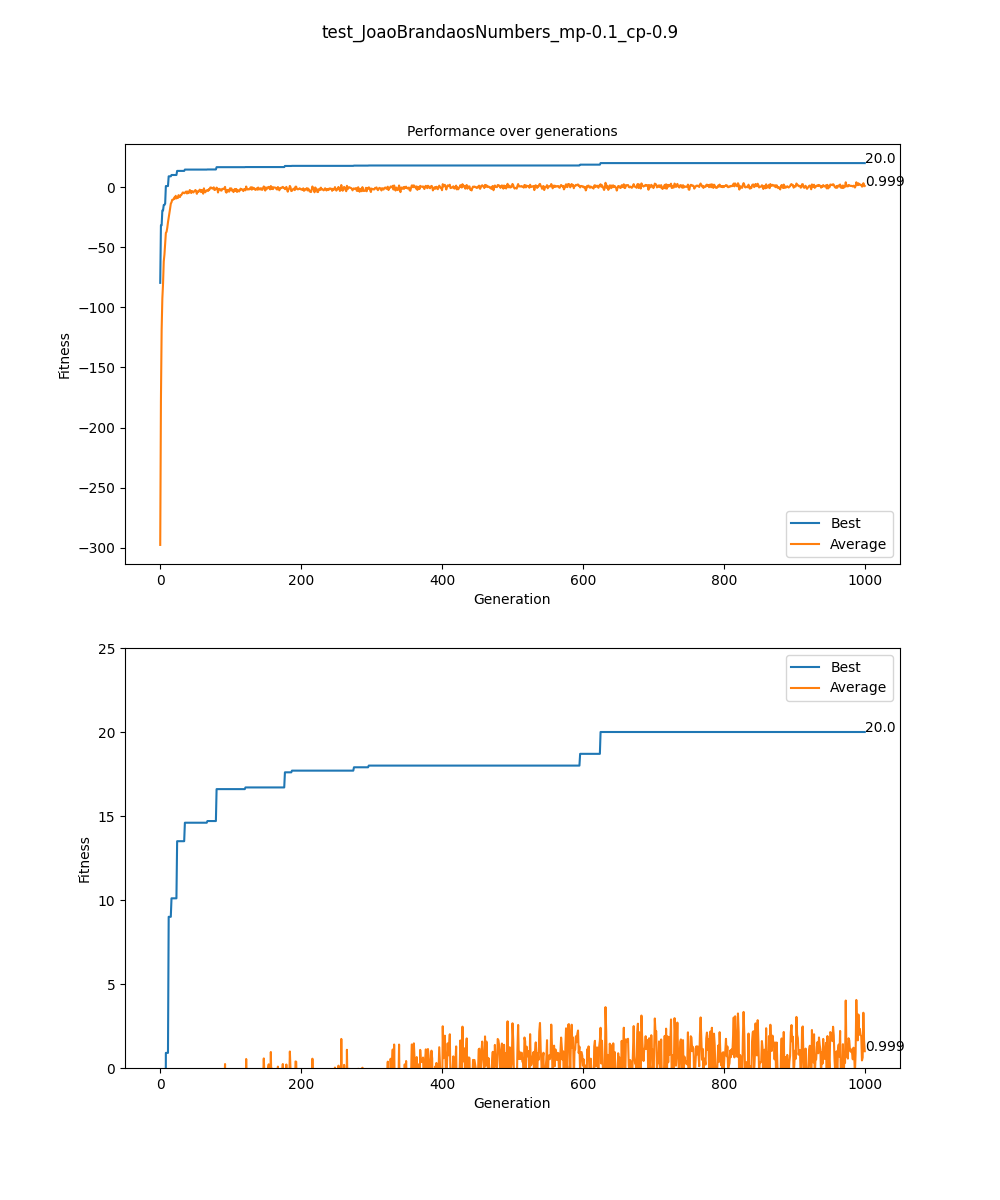 test_JoaoBrandaosNumbers_mp-0.1_cp-0.9
Performance over generations
Fitness
0
−50
−100
−150
−200
−250
−300
20.0
0.999
Best
Average
0 200 400 600 800 1000
Generation
Fitness
25
20
15
10
5
0
Best
Average
20.0
0.999
0 200 400 600 800 1000
Generation